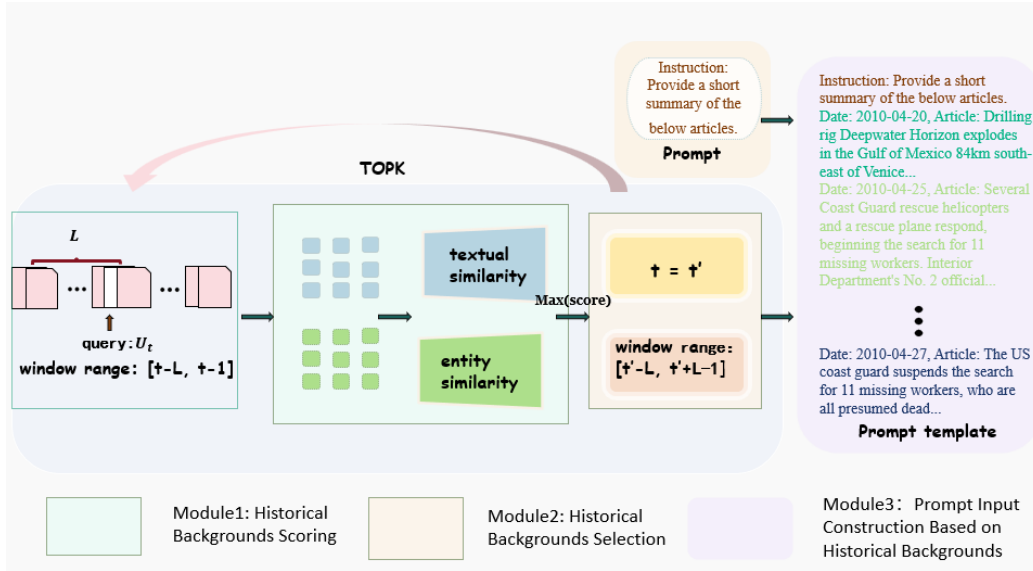 Instruction:
Provide a short
summary of the
below articles.
Prompt
TOPK
L
... ...
query:Uₜ
window range: [t-L, t-1]
textual
similarity
entity
similarity
Max(score)
t = t'
window range:
[t'-L, t'+L-1]
Instruction: Provide a short
summary of the below articles.
Date: 2010-04-20, Article: Drilling
rig Deepwater Horizon explodes
in the Gulf of Mexico 84km south-
east of Venice...
Date: 2010-04-25, Article: Several
Coast Guard rescue helicopters
and a rescue plane respond,
beginning the search for 11
missing workers. Interior
Department's No. 2 official...
Date: 2010-04-27, Article: The US
coast guard suspends the search
for 11 missing workers, who are
all presumed dead...
Prompt template
Module1: Historical
Backgrounds Scoring
Module2: Historical
Backgrounds Selection
Module3： Prompt Input
Construction Based on
Historical Backgrounds